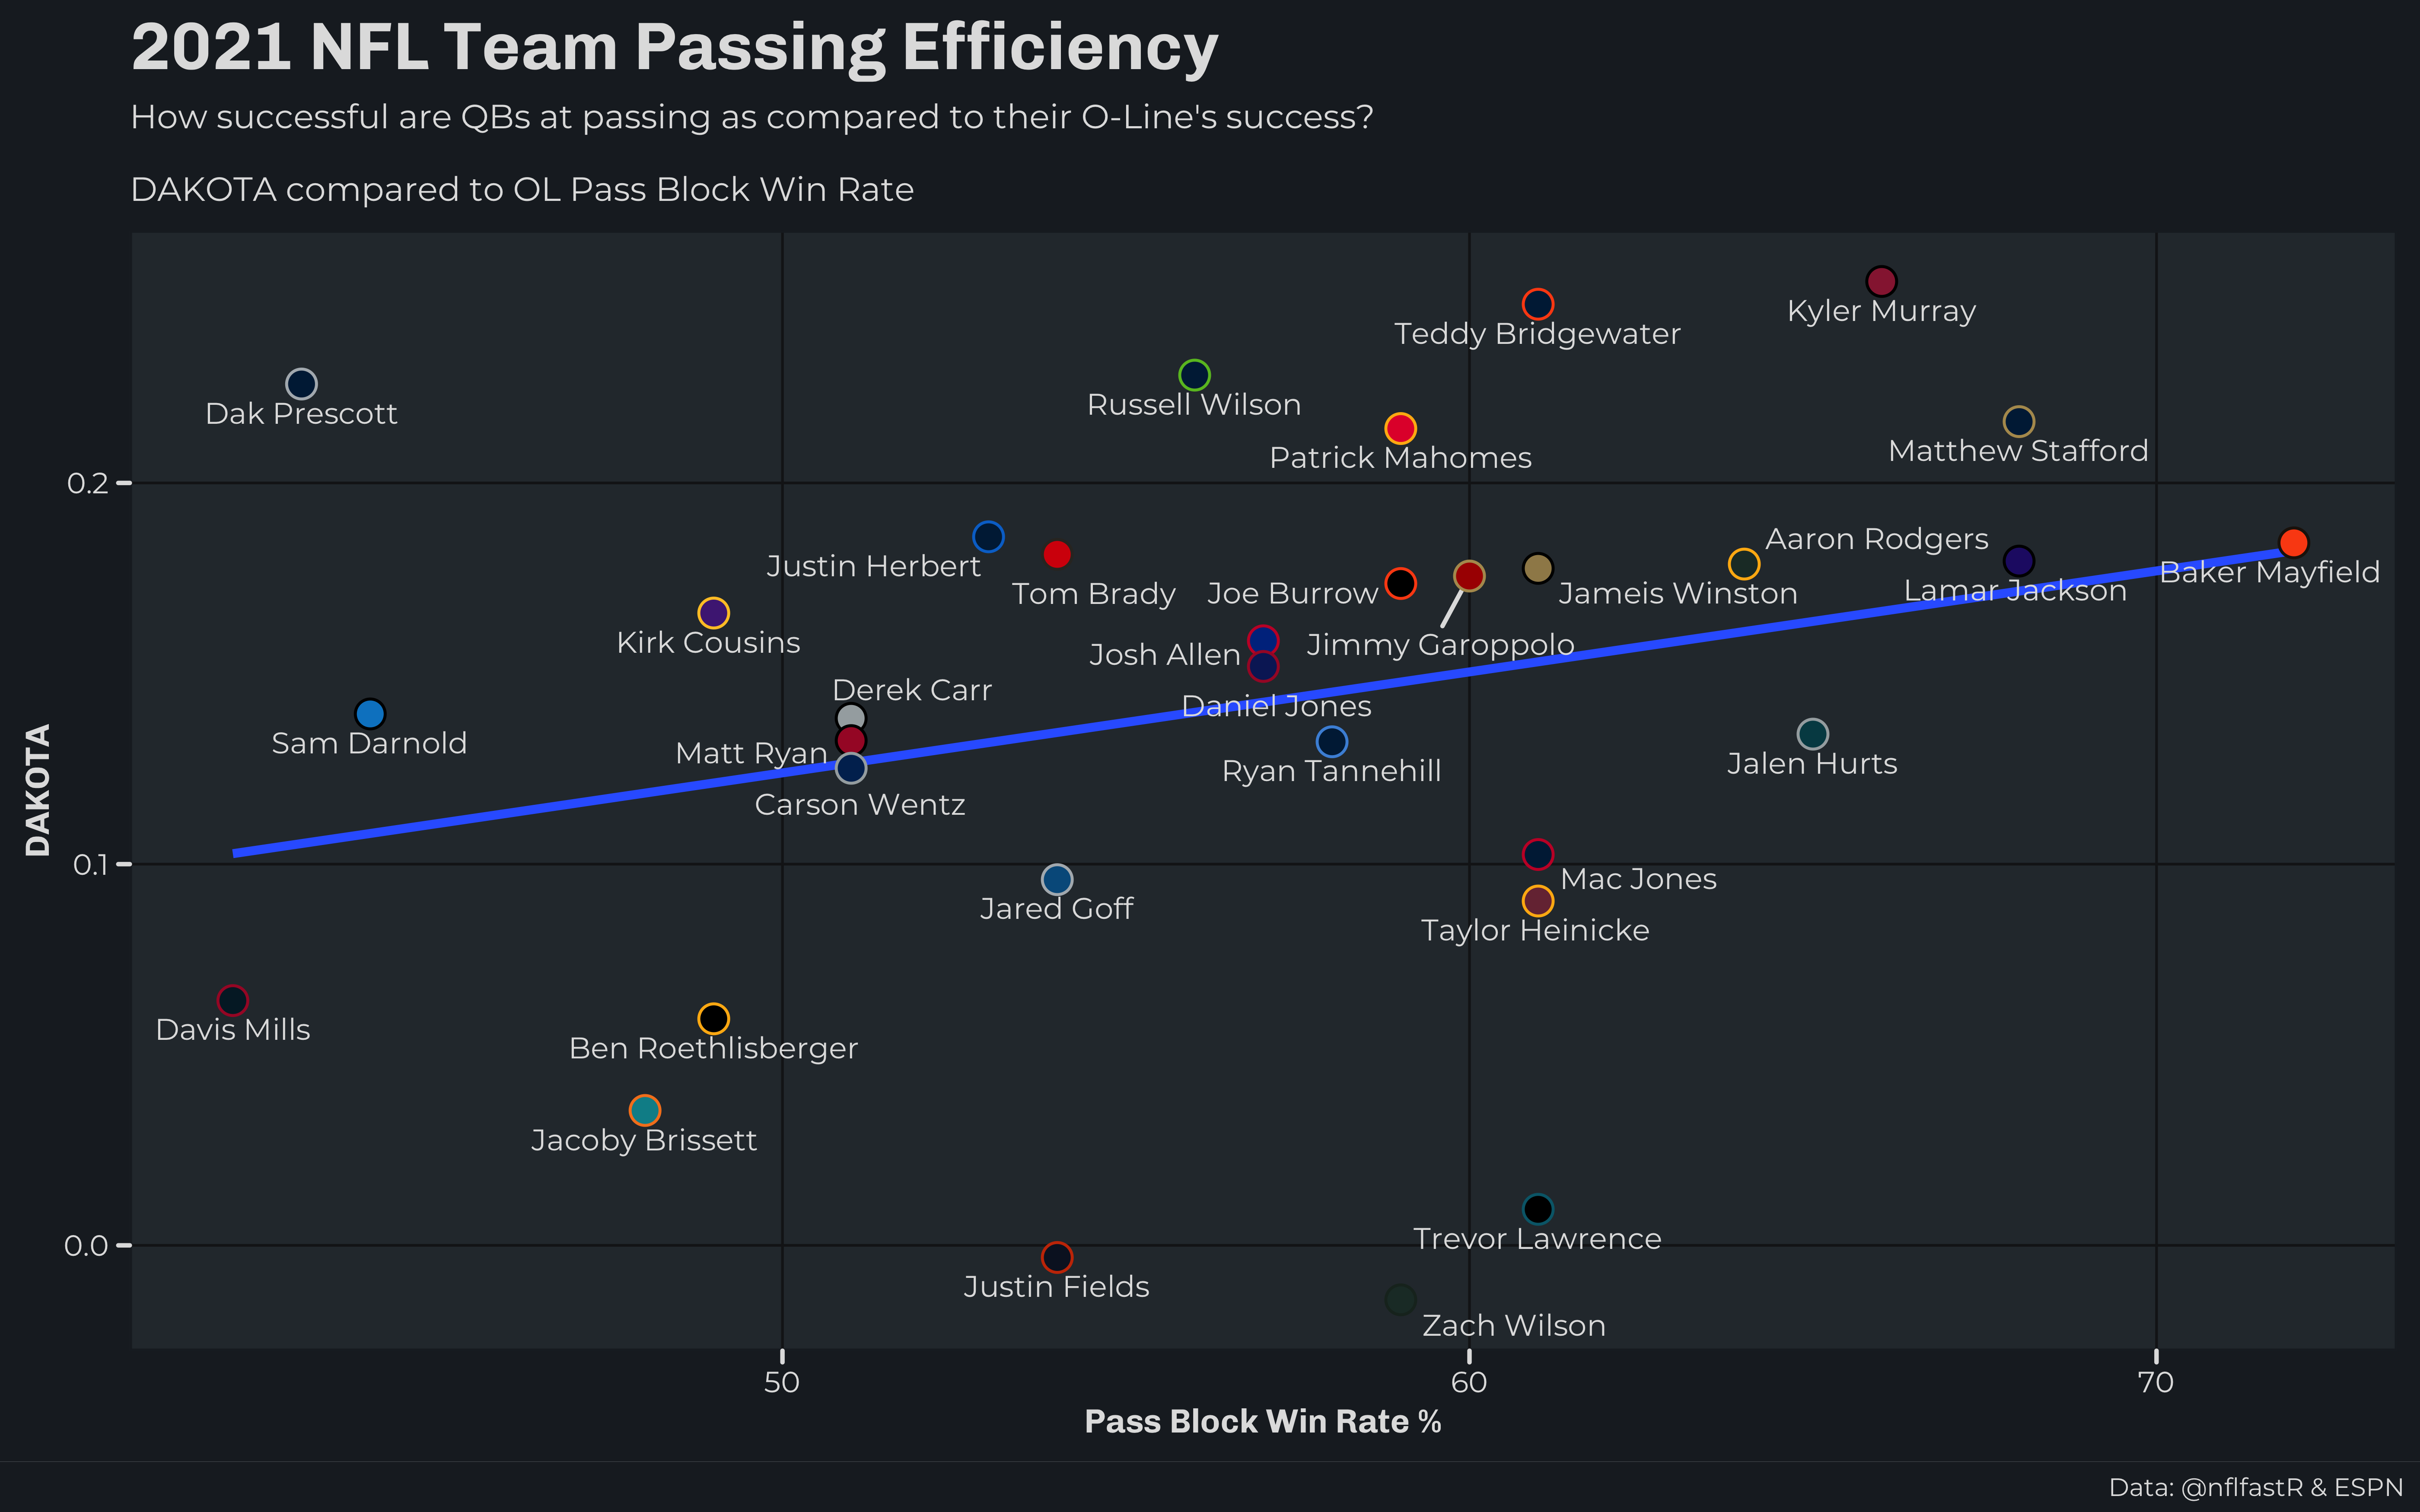 2021 NFL Team Passing Efficiency
How successful are QBs at passing as compared to their O-Line's success?
DAKOTA compared to OL Pass Block Win Rate
Kyler Murray
Teddy Bridgewater
Russell Wilson
Dak Prescott
Matthew Stafford
Patrick Mahomes
0.2
Aaron Rodgers
Justin Herbert
Baker Mayfield
Lamar Jackson
Tom Brady
Joe Burrow
Jameis Winston
Kirk Cousins
Jimmy Garoppolo
Josh Allen
Derek Carr
Daniel Jones
Sam Darnold
Matt Ryan
Jalen Hurts
Ryan Tannehill
DAKOTA
Carson Wentz
0.1
Mac Jones
Jared Goff
Taylor Heinicke
Davis Mills
Ben Roethlisberger
Jacoby Brissett
Trevor Lawrence
0.0
Justin Fields
Zach Wilson
50
60
70
Pass Block Win Rate %
Data: @nflfastR & ESPN